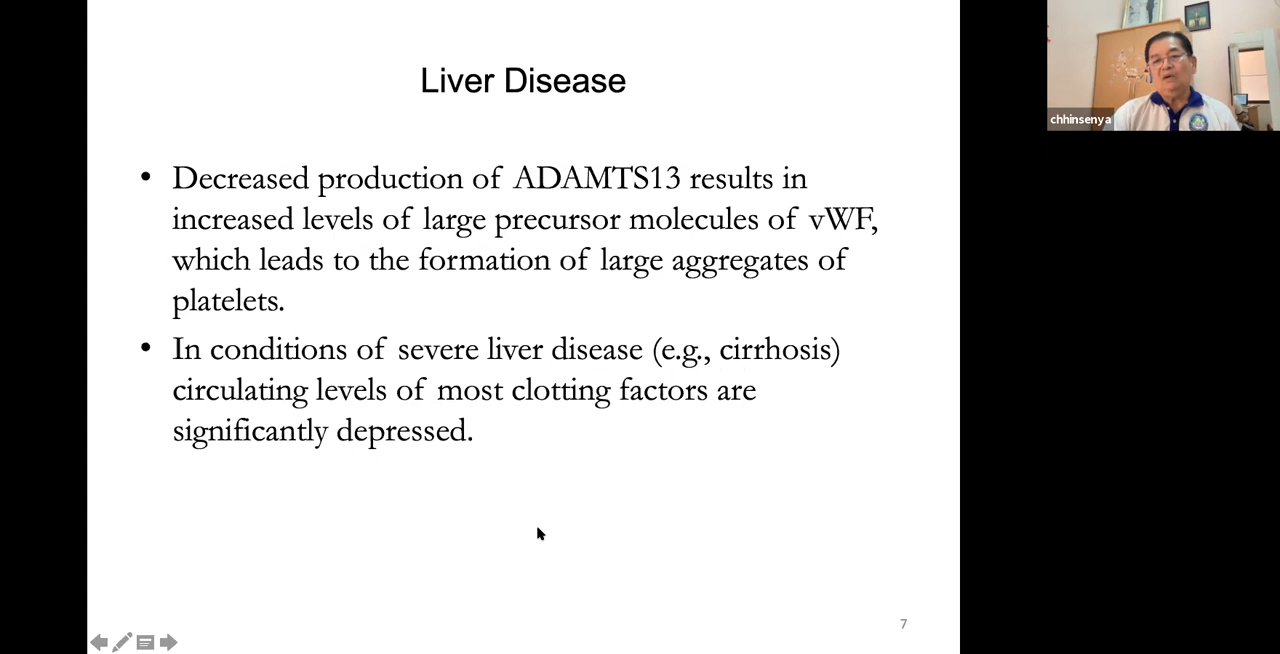 Liver Disease
• Decreased production of ADAMTS13 results in
increased levels of large precursor molecules of vWF,
which leads to the formation of large aggregates of
platelets.
• In conditions of severe liver disease (e.g., cirrhosis)
circulating levels of most clotting factors are
significantly depressed.
7
chhinsenya